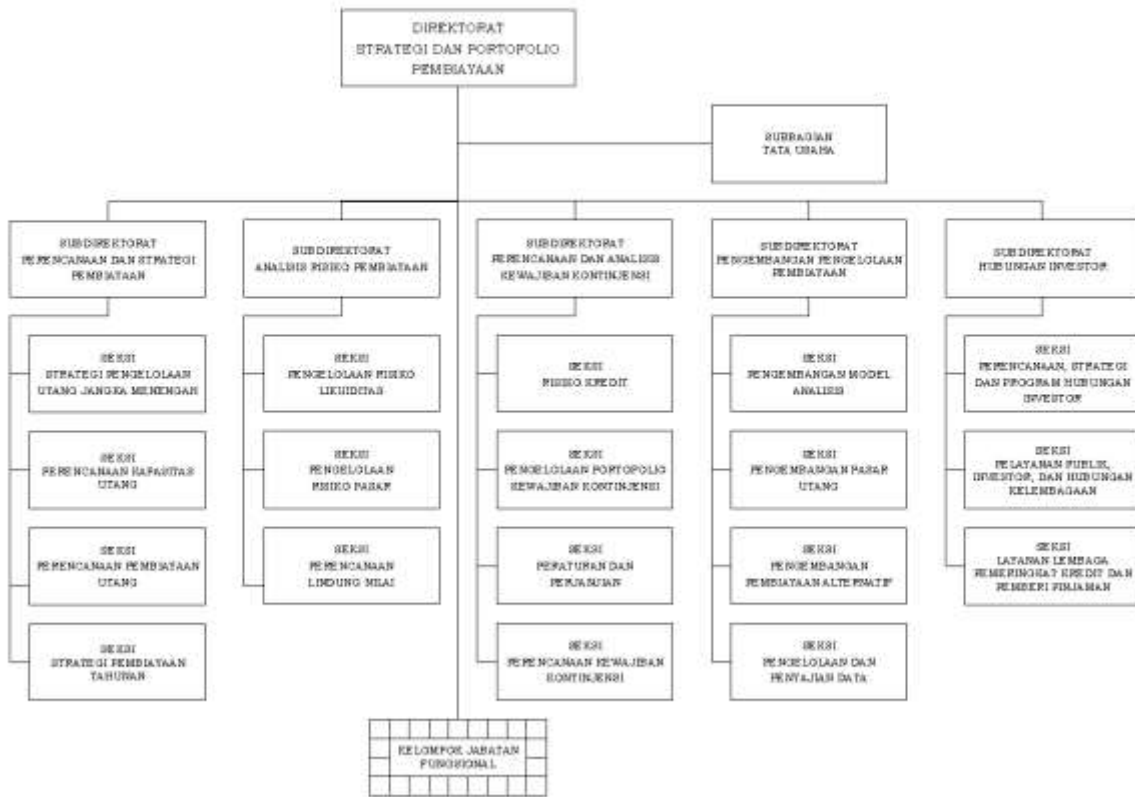 DIREKTORAT
STRATEGI DAN PORTOFOLIO
PEMBIAYAAN
SUBBAGIAN
TATA USAHA
SUBDIREKTORAT
PERENCANAAN DAN STRATEGI
PEMBIAYAAN
SUBDIREKTORAT
ANALISIS RISIKO PEMBIAYAAN
SUBDIREKTORAT
PERENCANAAN DAN ANALISIS
KEWAJIBAN KONTINJENSI
SUBDIREKTORAT
PENGEMBANGAN PENGELOLAAN
PEMBIAYAAN
SUBDIREKTORAT
HUBUNGAN INVESTOR
SEKSI
STRATEGI PENGELOLAAN
UTANG JANGKA MENENGAH
SEKSI
PERENCANAAN KAPASITAS
UTANG
SEKSI
PERENCANAAN PEMBIAYAAN
UTANG
SEKSI
STRATEGI PEMBIAYAAN
TAHUNAN
SEKSI
PENGELOLAAN RISIKO
LIKUIDITAS
SEKSI
PENGELOLAAN
RISIKO PASAR
SEKSI
PERENCANAAN
LINDUNG NILAI
SEKSI
RISIKO KREDIT
SEKSI
PENGELOLAAN PORTOFOLIO
KEWAJIBAN KONTINJENSI
SEKSI
PERATURAN DAN
PERJANJIAN
SEKSI
PERENCANAAN KEWAJIBAN
KONTINJENSI
SEKSI
PENGEMBANGAN MODEL
ANALISIS
SEKSI
PENGEMBANGAN PASAR
UTANG
SEKSI
PENGEMBANGAN
PEMBIAYAAN ALTERNATIF
SEKSI
PENGELOLAAN DAN
PENYAJIAN DATA
SEKSI
PERENCANAAN, STRATEGI
DAN PROGRAM HUBUNGAN
INVESTOR
SEKSI
PELAYANAN PUBLIK,
INVESTOR, DAN HUBUNGAN
KELEMBAGAAN
SEKSI
LAYANAN LEMBAGA
PEMERINGKAT KREDIT DAN
PEMBERI PINJAMAN
KELOMPOK JABATAN
FUNGSIONAL